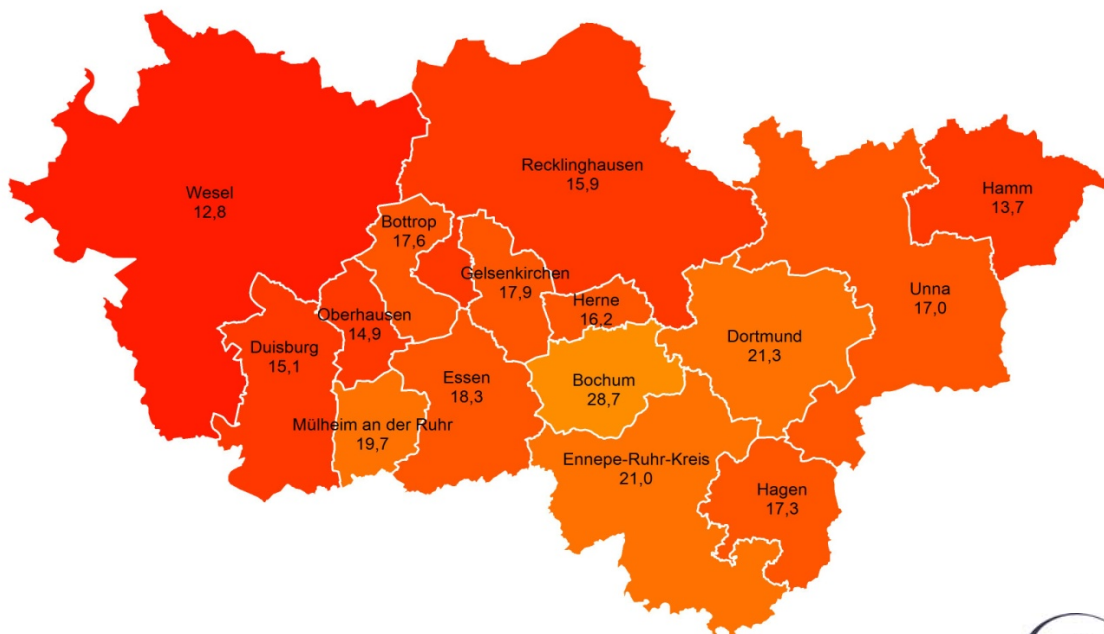 Wesel
12,8
Recklinghausen
15,9
Hamm
13,7
Bottrop
17,6
Gelsenkirchen
17,9
Herne
16,2
Unna
17,0
Oberhausen
14,9
Duisburg
15,1
Dortmund
21,3
Essen
18,3
Bochum
28,7
Mülheim an der Ruhr
19,7
Ennepe-Ruhr-Kreis
21,0
Hagen
17,3